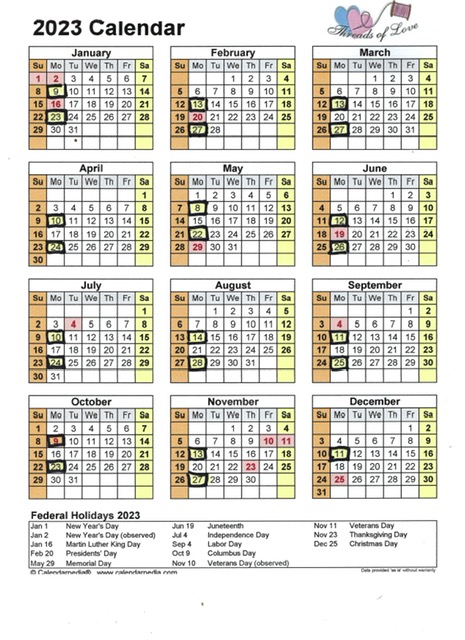 2023 Calendar
Threads of Love
January
Su Mo Tu We Th Fr Sa
1 2 3 4 5 6 7
8 9 10 11 12 13 14
15 16 17 18 19 20 21
22 23 24 25 26 27 28
29 30 31
February
Su Mo Tu We Th Fr Sa
1 2 3 4
5 6 7 8 9 10 11
12 13 14 15 16 17 18
19 20 21 22 23 24 25
26 27 28
March
Su Mo Tu We Th Fr Sa
1 2 3 4
5 6 7 8 9 10 11
12 13 14 15 16 17 18
19 20 21 22 23 24 25
26 27 28 29 30 31
April
Su Mo Tu We Th Fr Sa
1
2 3 4 5 6 7 8
9 10 11 12 13 14 15
16 17 18 19 20 21 22
23 24 25 26 27 28 29
30
May
Su Mo Tu We Th Fr Sa
1 2 3 4 5 6
7 8 9 10 11 12 13
14 15 16 17 18 19 20
21 22 23 24 25 26 27
28 29 30 31
June
Su Mo Tu We Th Fr Sa
1 2 3
4 5 6 7 8 9 10
11 12 13 14 15 16 17
18 19 20 21 22 23 24
25 26 27 28 29 30
July
Su Mo Tu We Th Fr Sa
1
2 3 4 5 6 7 8
9 10 11 12 13 14 15
16 17 18 19 20 21 22
23 24 25 26 27 28 29
30 31
August
Su Mo Tu We Th Fr Sa
1 2 3 4 5
6 7 8 9 10 11 12
13 14 15 16 17 18 19
20 21 22 23 24 25 26
27 28 29 30 31
September
Su Mo Tu We Th Fr Sa
1 2
3 4 5 6 7 8 9
10 11 12 13 14 15 16
17 18 19 20 21 22 23
24 25 26 27 28 29 30
October
Su Mo Tu We Th Fr Sa
1 2 3 4 5 6 7
8 9 10 11 12 13 14
15 16 17 18 19 20 21
22 23 24 25 26 27 28
29 30 31
November
Su Mo Tu We Th Fr Sa
1 2 3 4
5 6 7 8 9 10 11
12 13 14 15 16 17 18
19 20 21 22 23 24 25
26 27 28 29 30
December
Su Mo Tu We Th Fr Sa
1 2
3 4 5 6 7 8 9
10 11 12 13 14 15 16
17 18 19 20 21 22 23
24 25 26 27 28 29 30
31
Federal Holidays 2023
Jan 1 New Year's Day
Jan 2 New Year's Day (observed)
Jan 16 Martin Luther King Day
Feb 20 Presidents' Day
May 29 Memorial Day
Jun 19 Juneteenth
Jul 4 Independence Day
Sep 4 Labor Day
Oct 9 Columbus Day
Nov 10 Veterans Day (observed)
Nov 11 Veterans Day
Nov 23 Thanksgiving Day
Dec 25 Christmas Day
© Calendarpedia® www.calendarpedia.com
Data provided 'as is' without warranty